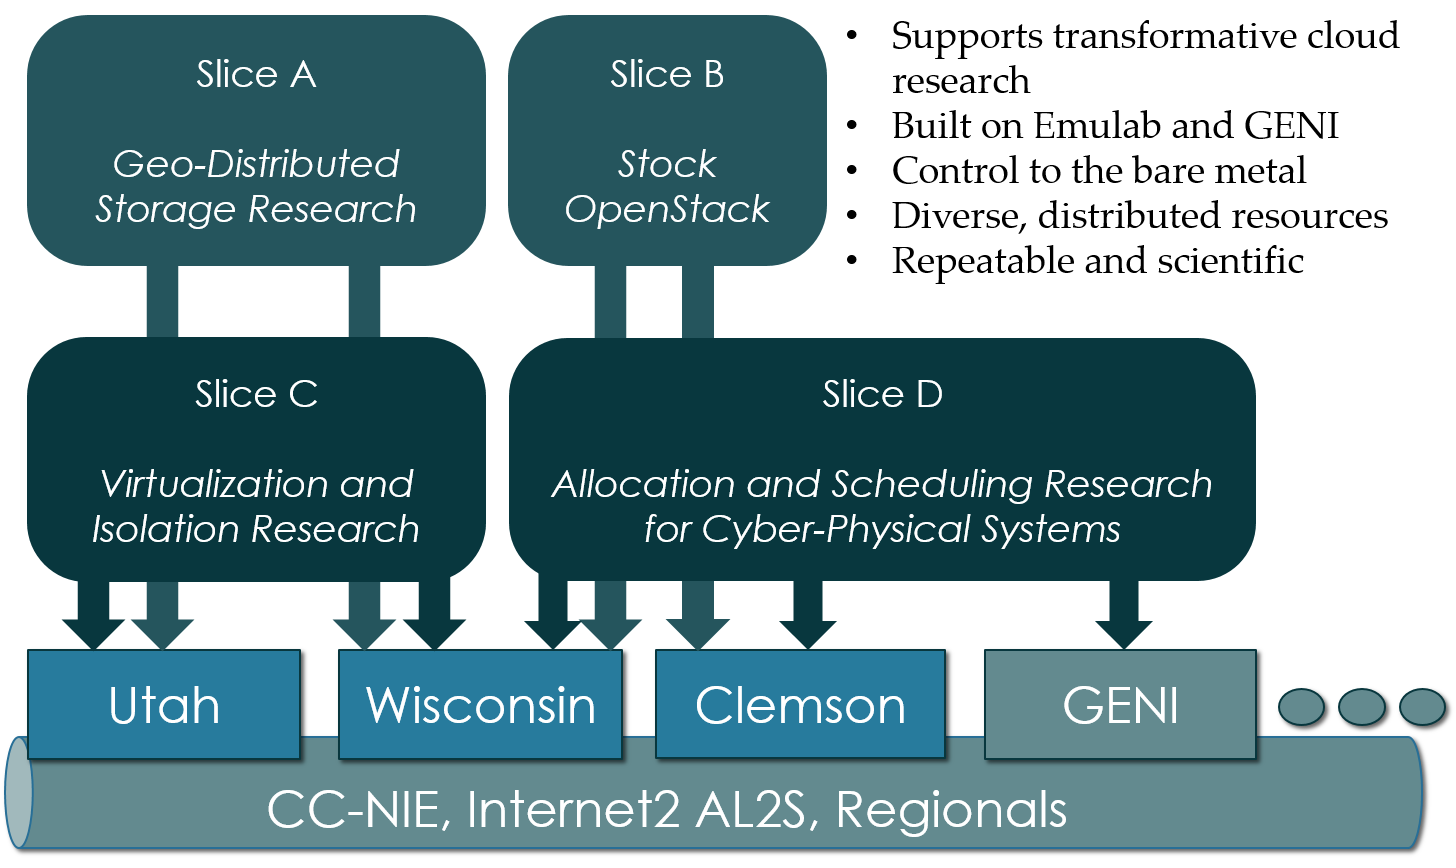 Slice A
Geo-Distributed
Storage Research
Slice B
Stock
OpenStack
• Supports transformative cloud
research
• Built on Emulab and GENI
• Control to the bare metal
• Diverse, distributed resources
• Repeatable and scientific
Slice C
Virtualization and
Isolation Research
Slice D
Allocation and Scheduling Research
for Cyber-Physical Systems
Utah
Wisconsin
Clemson
GENI
CC-NIE, Internet2 AL2S, Regionals